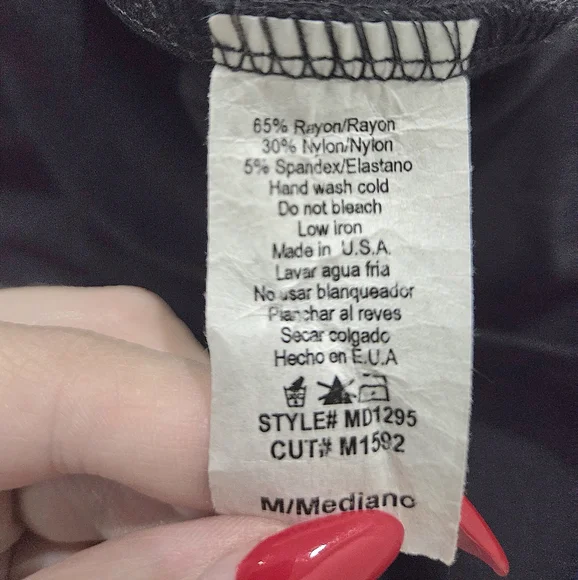 65% Rayon/Rayon
30% Nylon/Nylon
5% Spandex/Elastano
Hand wash cold
Do not bleach
Low iron
Made in U.S.A.
Lavar agua fria
No usar blanqueador
Planchar al reves
Secar colgado
Hecho en E.U.A
STYLE# MD1295
CUT# M1592
M/Mediano